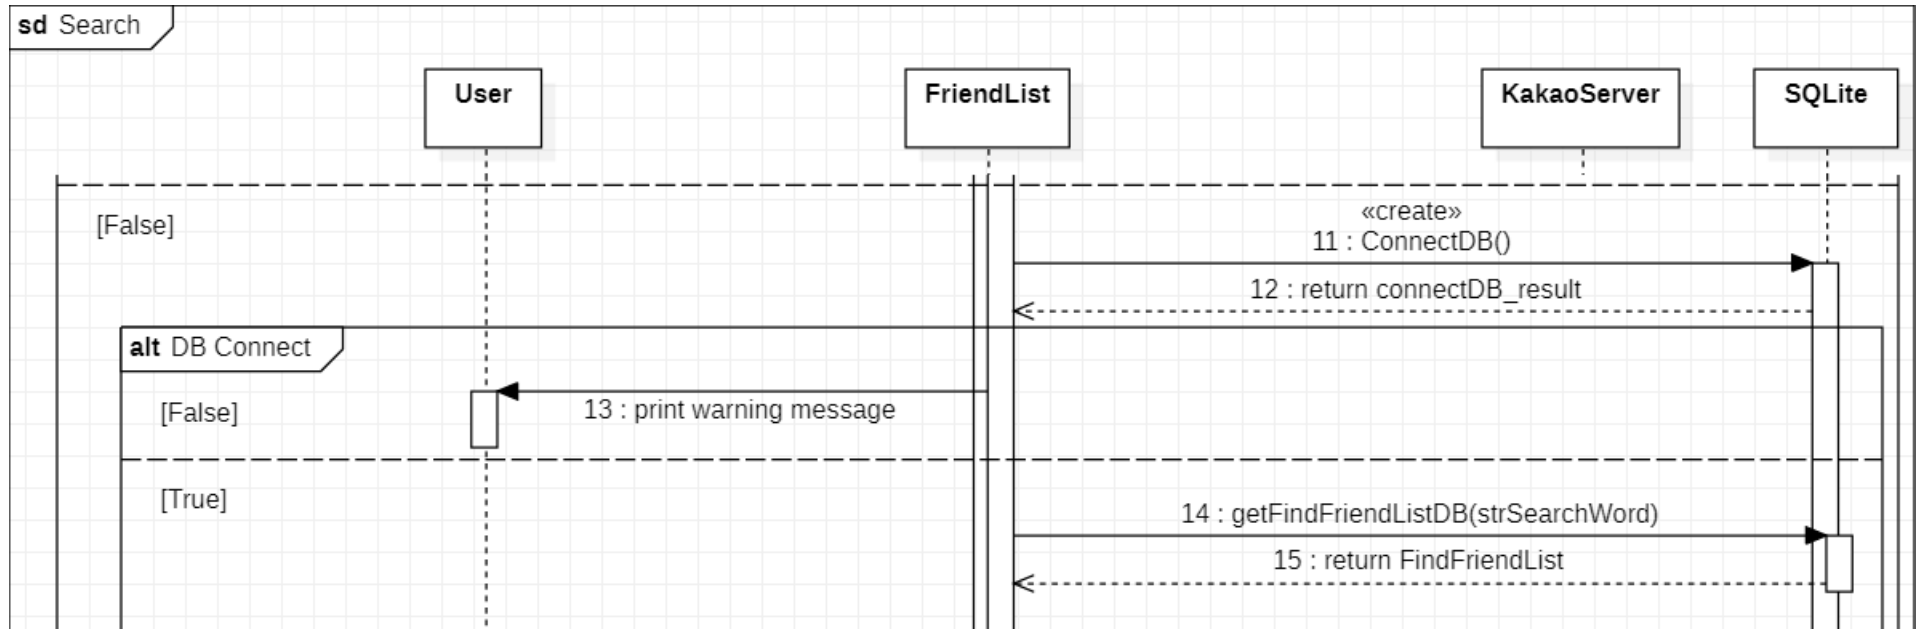 sd Search
User
FriendList
KakaoServer
SQLite
[False]
«create»
11 : ConnectDB()
12 : return connectDB_result
alt DB Connect
[False]
13 : print warning message
[True]
14 : getFindFriendListDB(strSearchWord)
15 : return FindFriendList